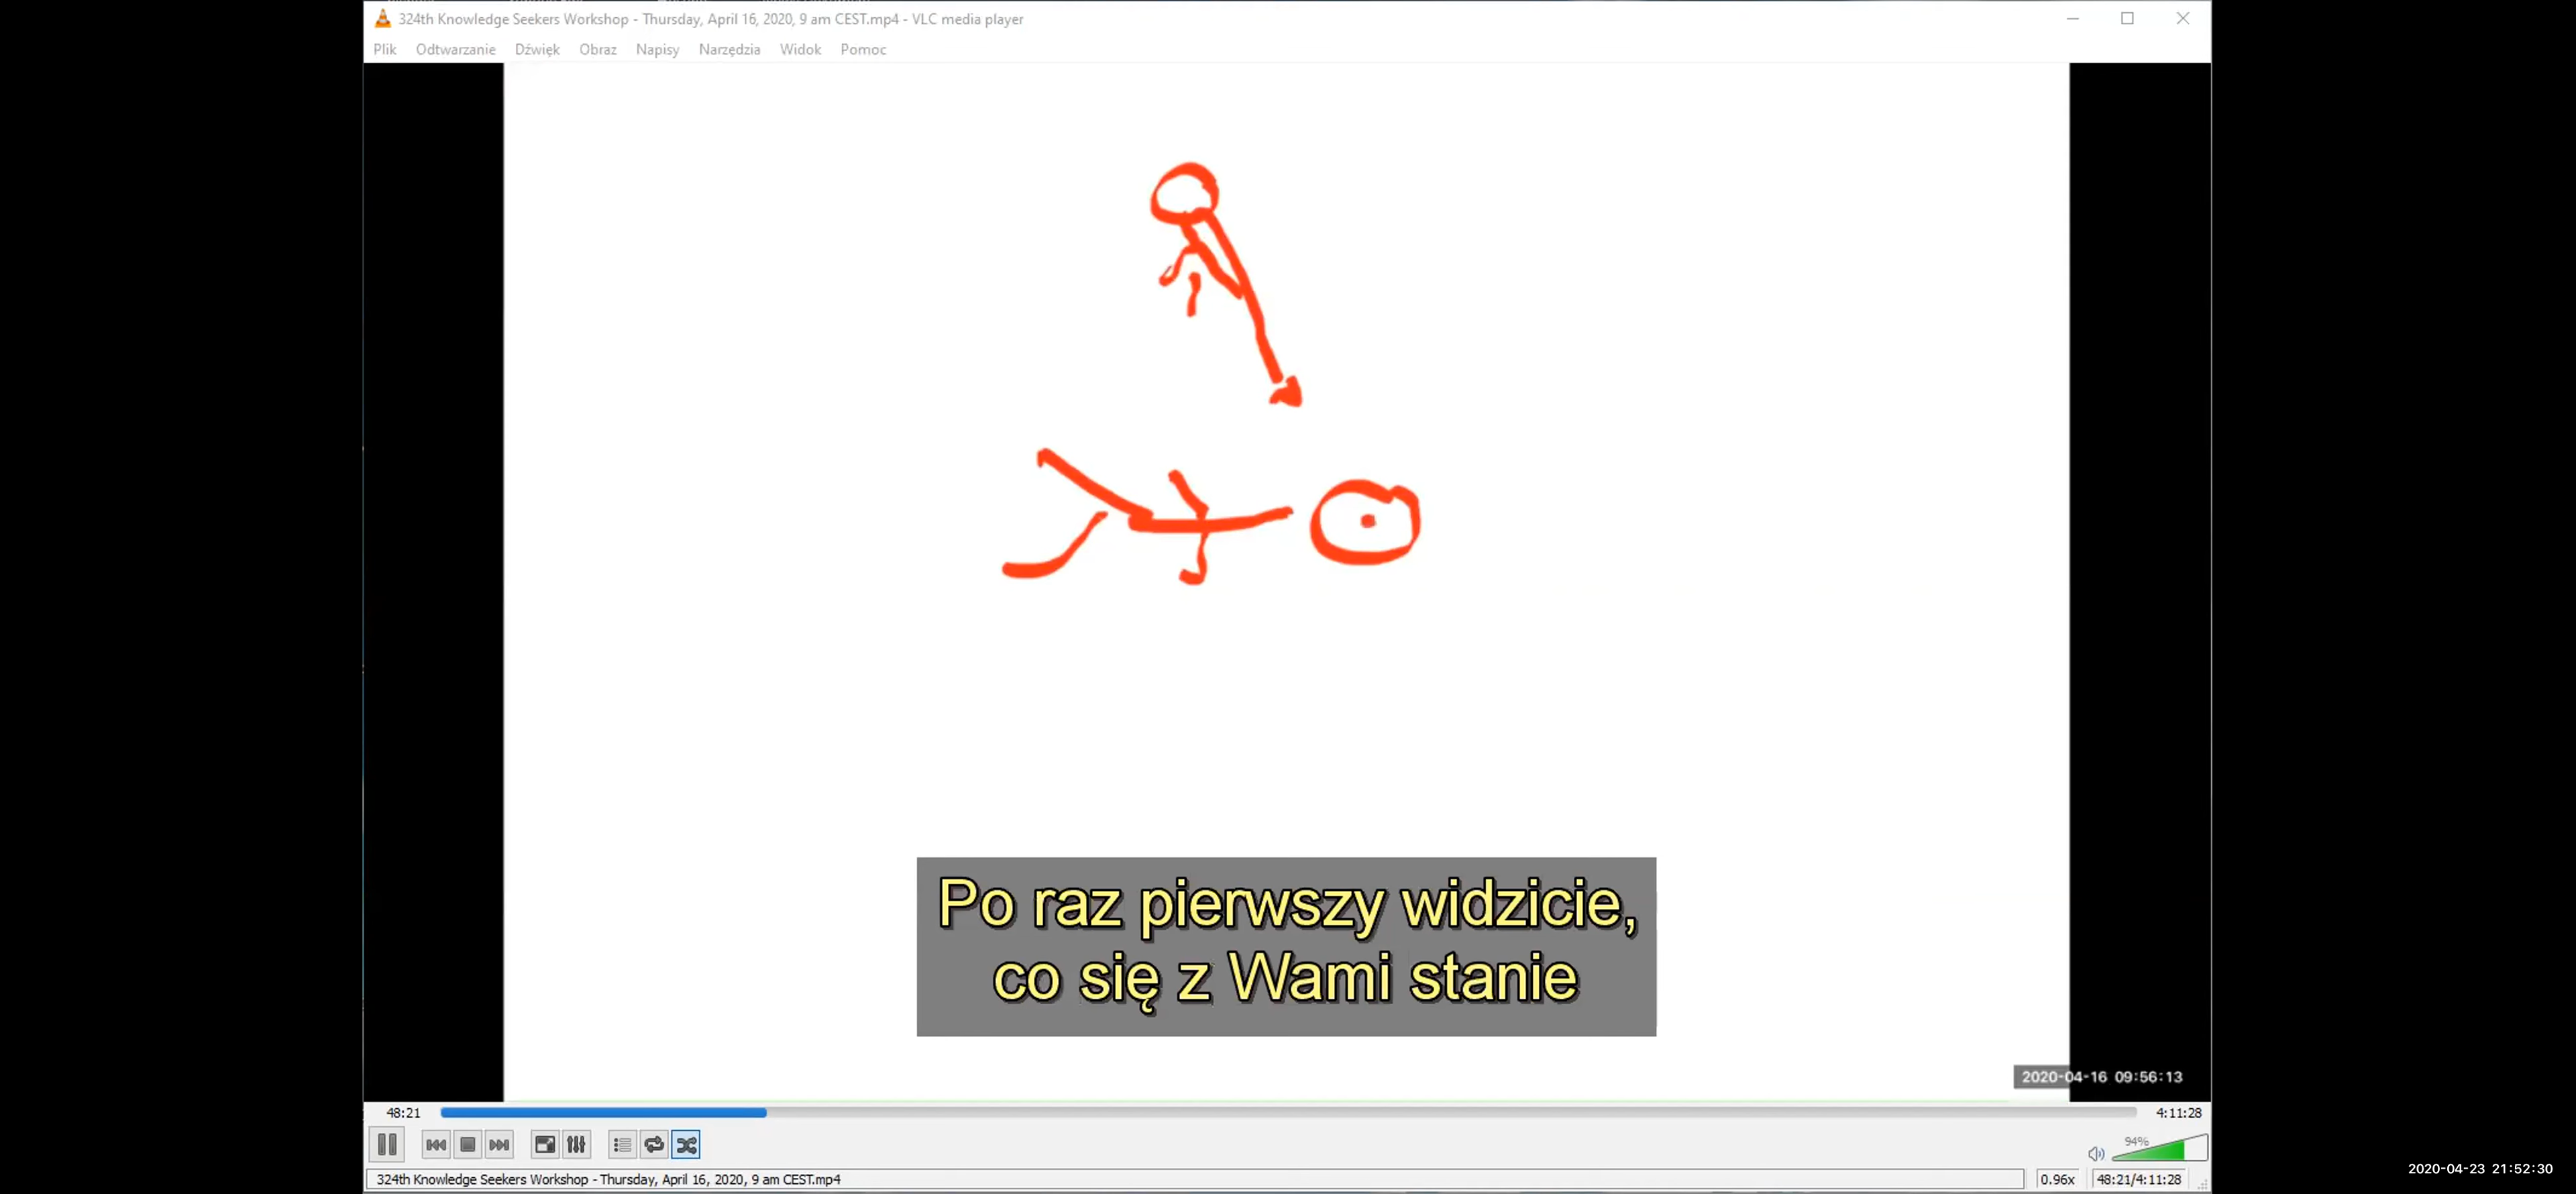 324th Knowledge Seekers Workshop - Thursday, April 16, 2020, 9 am CEST.mp4 - VLC media player
Plik Odtwarzanie Dźwięk Obraz Napisy Narzędzia Widok Pomoc
Po raz pierwszy widzicie,
co się z Wami stanie
2020-04-16 09:56:13
48:21 4:11:28
94%
324th Knowledge Seekers Workshop - Thursday, April 16, 2020, 9 am CEST.mp4 0.96x 48:21/4:11:28
2020-04-23 21:52:30